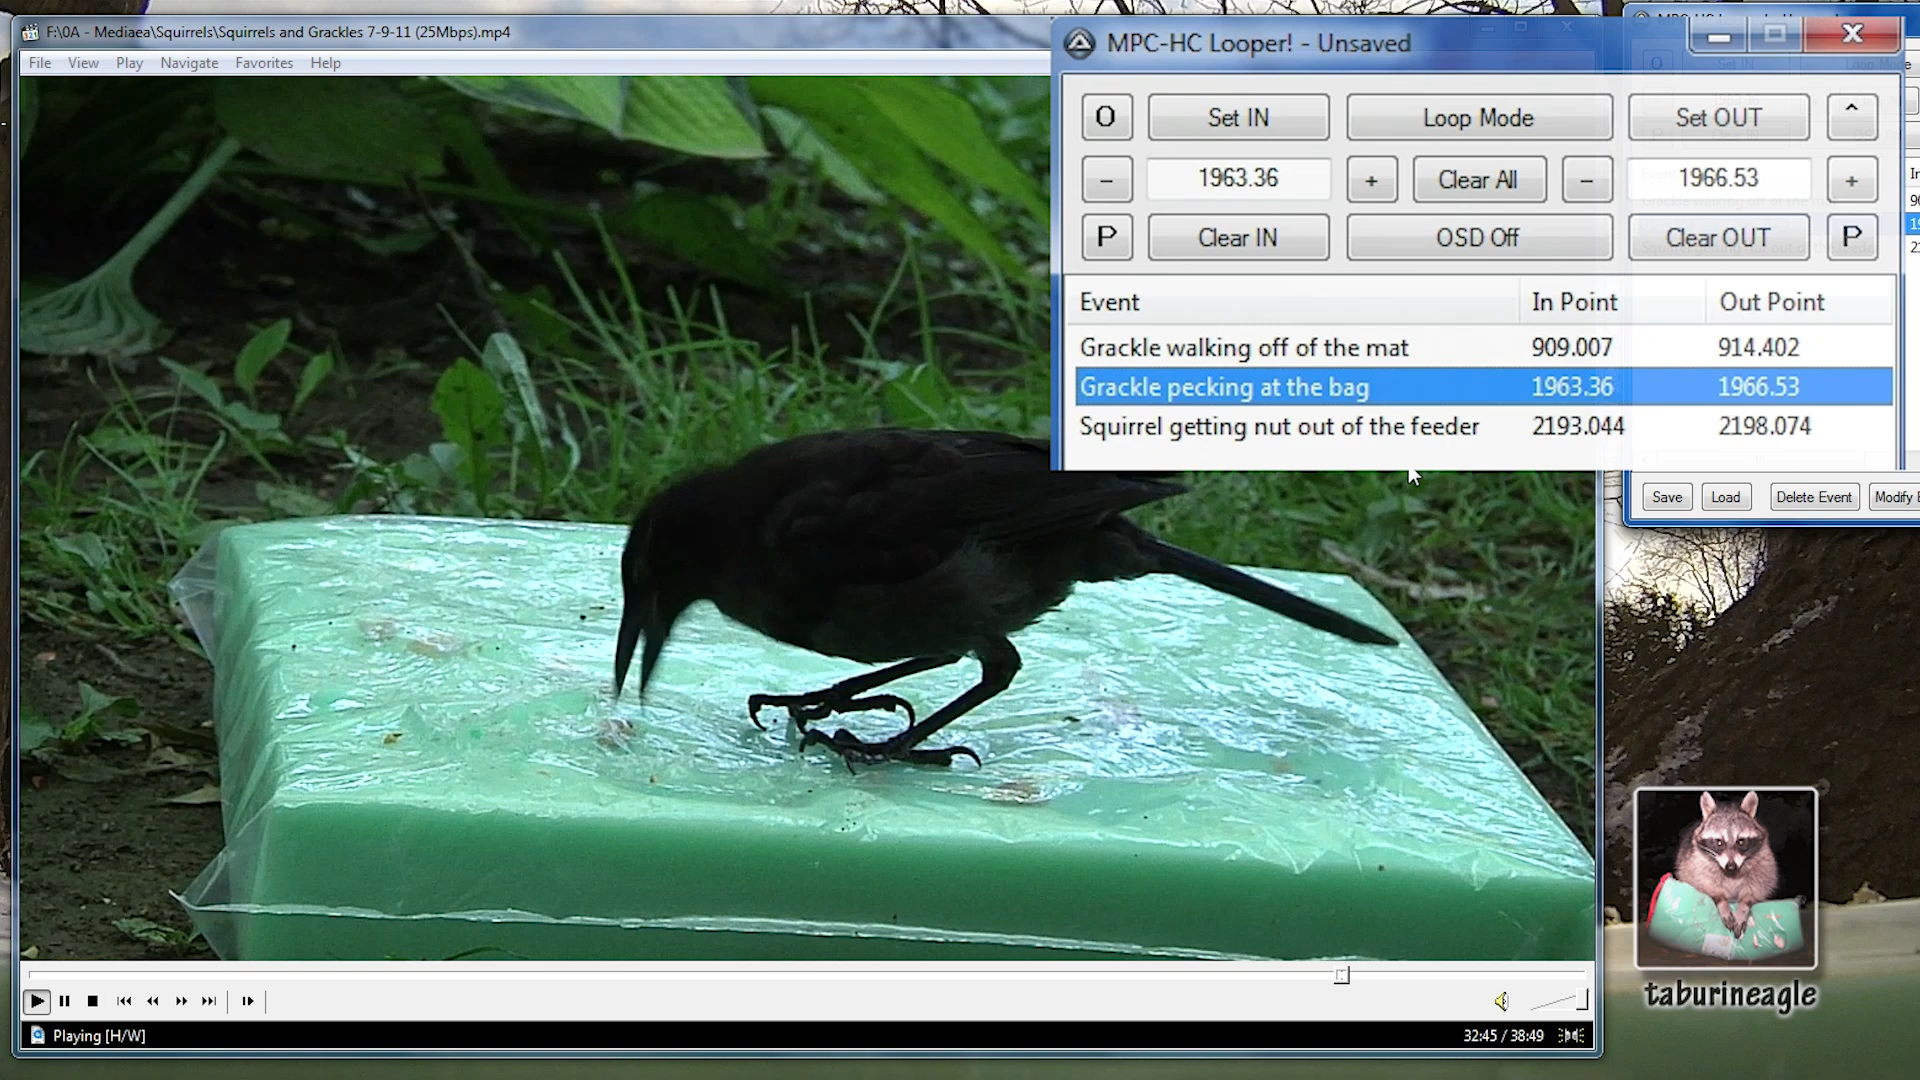 F:\0A - Mediaea\Squirrels\Squirrels and Grackles 7-9-11 (25Mbps).mp4
File View Play Navigate Favorites Help
MPC-HC Looper! - Unsaved
O Set IN Loop Mode Set OUT ^
- 1963.36 + Clear All - 1966.53 +
P Clear IN OSD Off Clear OUT P
Event In Point Out Point
Grackle walking off of the mat 909.007 914.402
Grackle pecking at the bag 1963.36 1966.53
Squirrel getting nut out of the feeder 2193.044 2198.074
Save Load Delete Event Modify E
taburineagle
Playing [H/W] 32:45 / 38:49